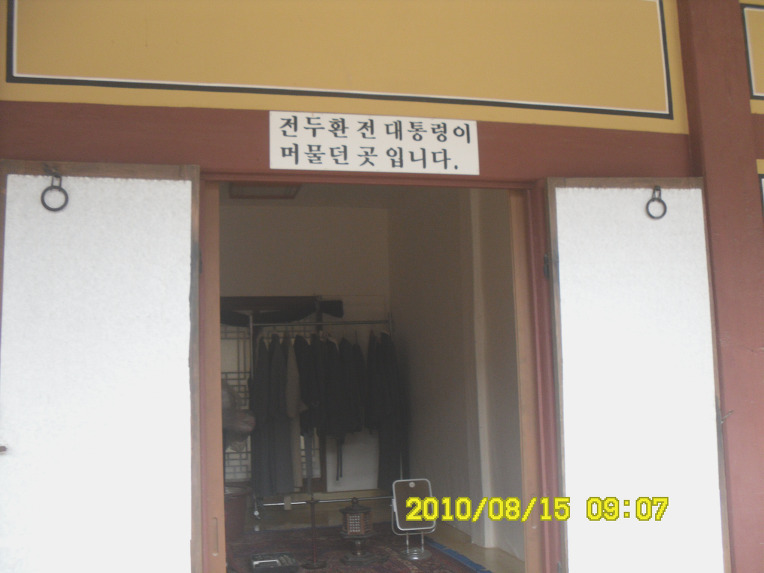 전두환 전 대통령이
머물던 곳 입니다.
2010/08/15 09:07